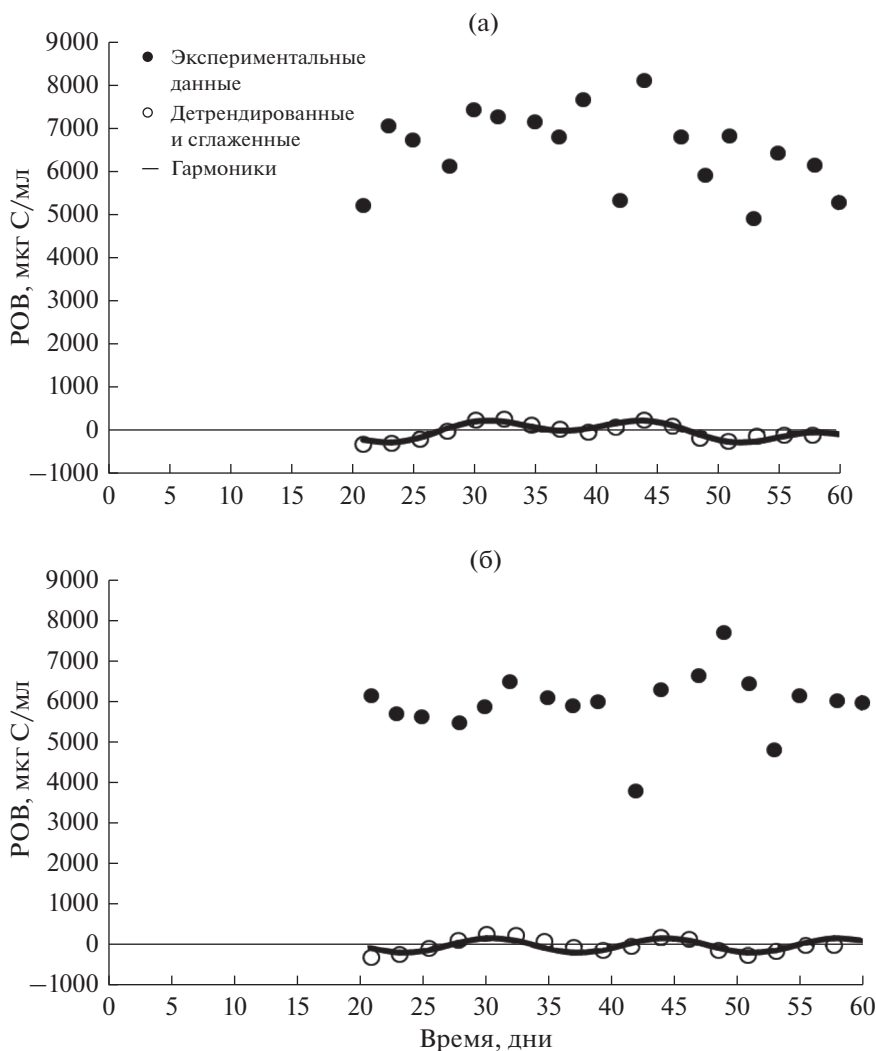 (а)
9000
8000
7000
6000
5000
4000
3000
2000
1000
0
−1000
РОВ, мкг С/мл
Экспериментальные
данные
Детрендированные
и сглаженные
Гармоники
0 5 10 15 20 25 30 35 40 45 50 55 60
(б)
9000
8000
7000
6000
5000
4000
3000
2000
1000
0
−1000
РОВ, мкг С/мл
0 5 10 15 20 25 30 35 40 45 50 55 60
Время, дни